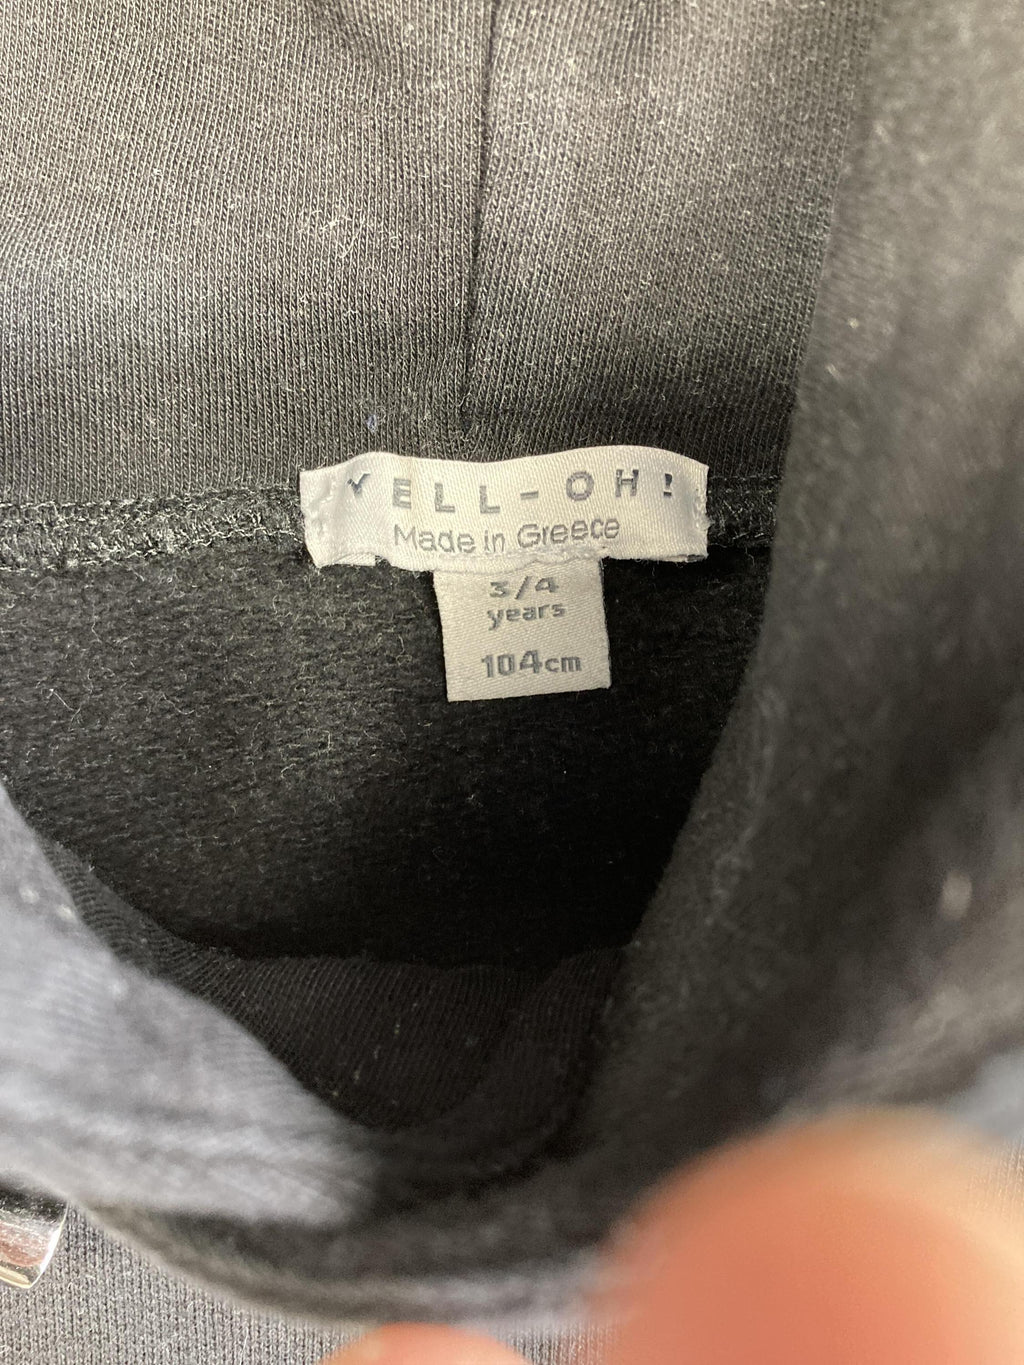 YELL-OH!
Made in Greece
3/4
years
104cm